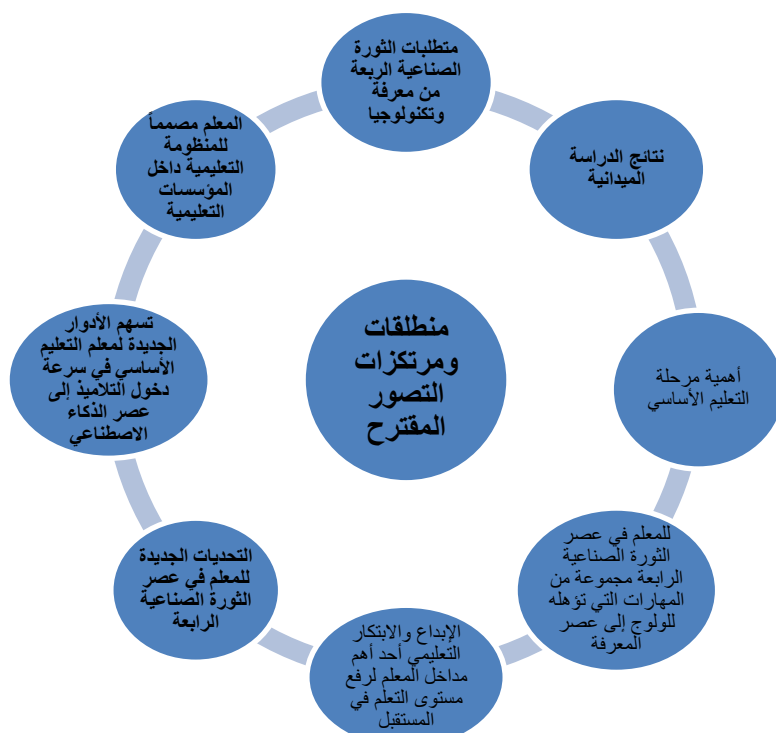 متطلبات الثورة
الصناعية الربعة
من معرفة
وتكنولوجيا
نتائج الدراسة
الميدانية
أهمية مرحلة
التعليم الأساسي
للمعلم في عصر
الثورة الصناعية
الرابعة مجموعة من
المهارات التي تؤهله
للولوج إلى عصر
المعرفة
الإبداع والابتكار
التعليمي أحد أهم
مداخل المعلم لرفع
مستوى التعلم في
المستقبل
التحديات الجديدة
للمعلم في عصر
الثورة الصناعية
الرابعة
تسهم الأدوار
الجديدة لمعلم التعليم
الأساسي في سرعة
دخول التلاميذ إلى
عصر الذكاء
الاصطناعي
المعلم مصمماً
للمنظومة
التعليمية داخل
المؤسسات
التعليمية
منطلقات
ومرتكزات
التصور
المقترح